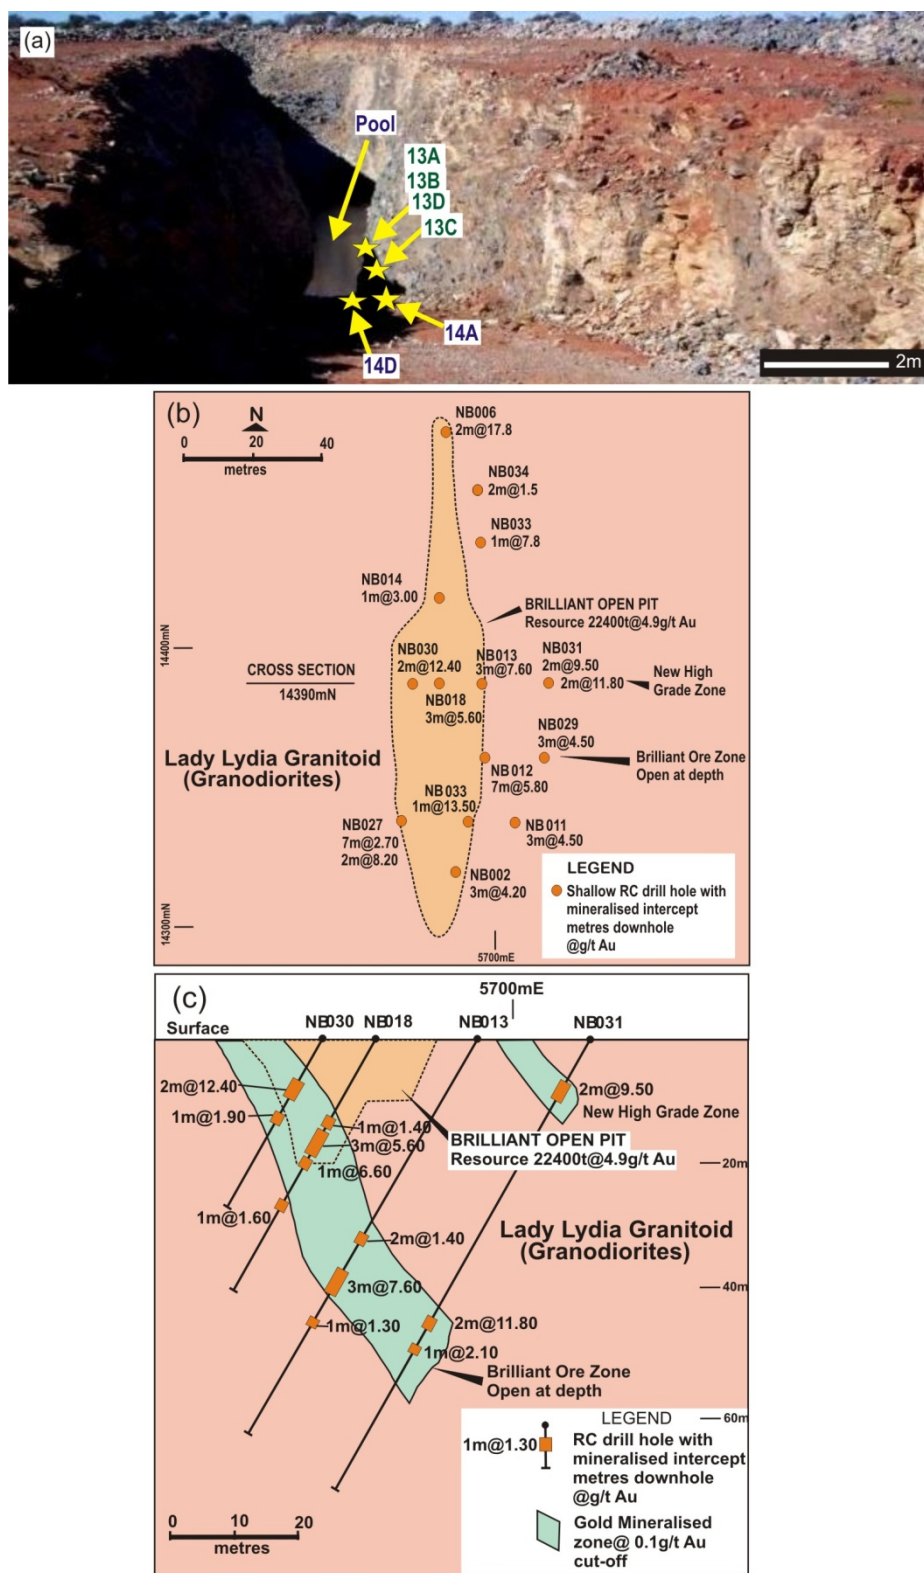 (a)
Pool
13A
13B
13D
13C
14A
14D
2m
(b)
N
0 20 40
metres
NB006
2m@17.8
NB034
2m@1.5
NB033
1m@7.8
NB014
1m@3.00
BRILLIANT OPEN PIT
Resource 22400t@4.9g/t Au
14400mN
CROSS SECTION
14390mN
NB030
2m@12.40
NB013
3m@7.60
NB031
2m@9.50
2m@11.80
New High
Grade Zone
NB018
3m@5.60
NB029
3m@4.50
Brilliant Ore Zone
Open at depth
Lady Lydia Granitoid
(Granodiorites)
NB012
7m@5.80
NB033
1m@13.50
NB027
7m@2.70
2m@8.20
NB011
3m@4.50
NB002
3m@4.20
14300mN
5700mE
LEGEND
Shallow RC drill hole with
mineralised intercept
metres downhole
@g/t Au
(c)
5700mE
Surface
NB030
NB018
NB013
NB031
2m@12.40
1m@1.90
1m@1.40
3m@5.60
1m@6.60
1m@1.60
2m@9.50
New High Grade Zone
BRILLIANT OPEN PIT
Resource 22400t@4.9g/t Au
20m
Lady Lydia Granitoid
(Granodiorites)
2m@1.40
3m@7.60
40m
1m@1.30
2m@11.80
1m@2.10
Brilliant Ore Zone
Open at depth
60m
LEGEND
1m@1.30
RC drill hole with
mineralised intercept
metres downhole
@g/t Au
Gold Mineralised
zone@ 0.1g/t Au
cut-off
0 10 20
metres